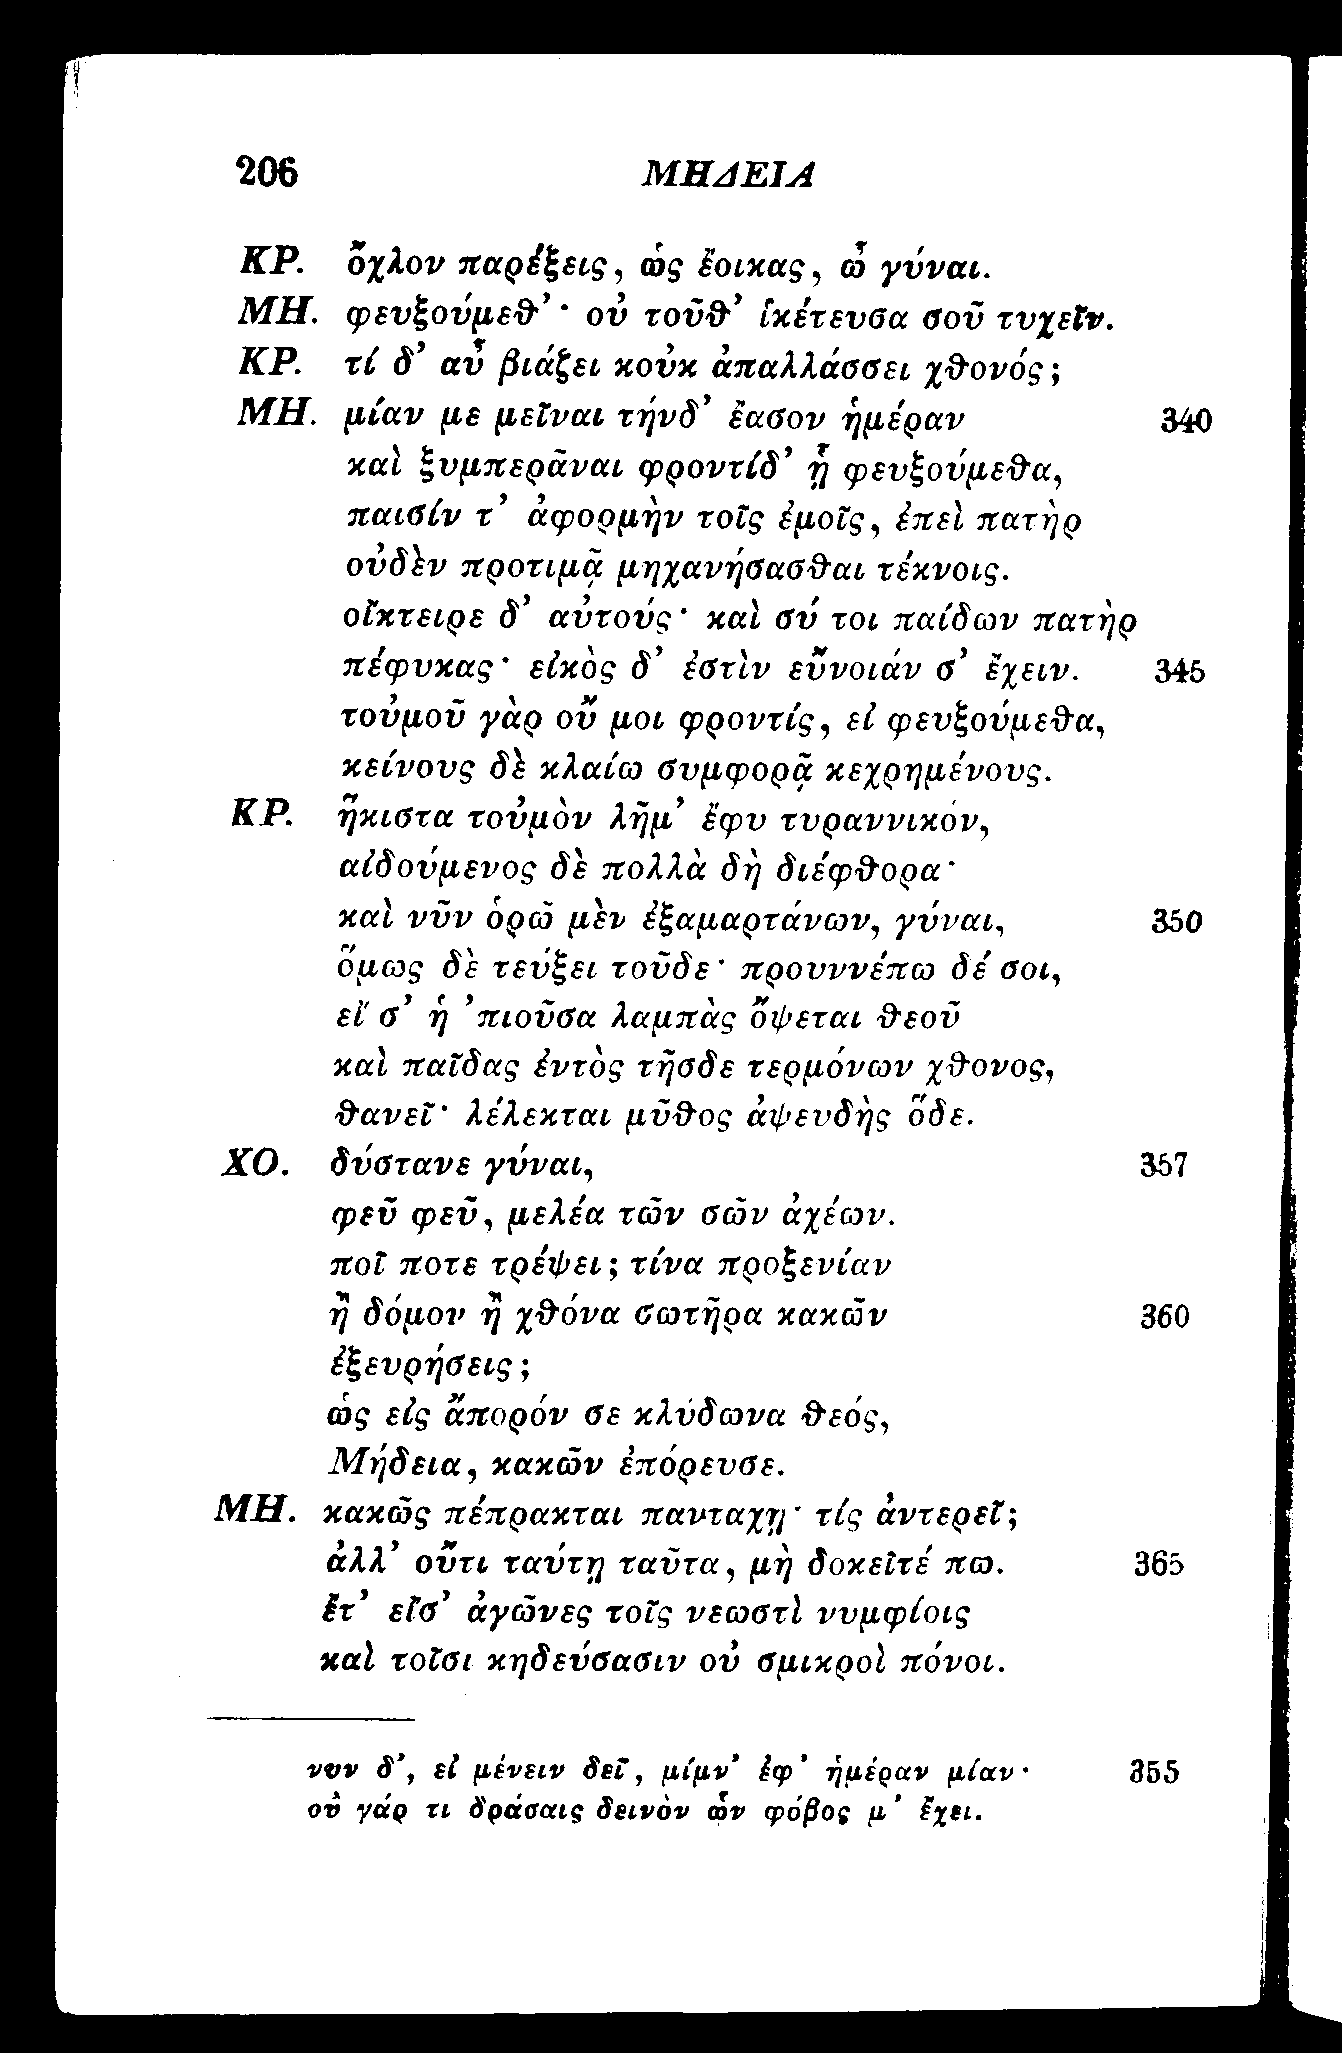 206 ΜΗΔΕΙΑ
ΚΡ. ὄχλον παρέξεις, ὡς ἔοικας, ὦ γύναι.
ΜΗ. φευξούμεθ’· οὐ τοῦθ’ ἱκέτευσα σοῦ τυχεῖν.
ΚΡ. τί δ’ αὖ βιάζει κοὐκ ἀπαλλάσσει χθονός;
ΜΗ. μίαν με μεῖναι τήνδ’ ἔασον ἡμέραν 340
καὶ ξυμπερᾶναι φροντίδ’ ᾗ φευξούμεθα,
παισίν τ’ ἀφορμὴν τοῖς ἐμοῖς, ἐπεὶ πατὴρ
οὐδὲν προτιμᾷ μηχανήσασθαι τέκνοις.
οἴκτειρε δ’ αὐτούς· καὶ σύ τοι παίδων πατὴρ
πέφυκας· εἰκὸς δ’ ἐστὶν εὔνοιάν σ’ ἔχειν. 345
τοὐμοῦ γὰρ οὔ μοι φροντίς, εἰ φευξούμεθα,
κείνους δὲ κλαίω συμφορᾷ κεχρημένους.
ΚΡ. ἥκιστα τοὐμὸν λῆμ’ ἔφυ τυραννικόν,
αἰδούμενος δὲ πολλὰ δὴ διέφθορα·
καὶ νῦν ὁρῶ μὲν ἐξαμαρτάνων, γύναι, 350
ὅμως δὲ τεύξει τοῦδε· προυννέπω δέ σοι,
εἴ σ’ ἡ ’πιοῦσα λαμπὰς ὄψεται θεοῦ
καὶ παῖδας ἐντὸς τῆσδε τερμόνων χθονος,
θανεῖ· λέλεκται μῦθος ἀψευδὴς ὅδε.
ΧΟ. δύστανε γύναι, 357
φεῦ φεῦ, μελέα τῶν σῶν ἀχέων.
ποῖ ποτε τρέψει; τίνα προξενίαν
ἢ δόμον ἢ χθόνα σωτῆρα κακῶν 360
ἐξευρήσεις;
ὡς εἰς ἄπορόν σε κλύδωνα θεός,
Μήδεια, κακῶν ἐπόρευσε.
ΜΗ. κακῶς πέπρακται πανταχῇ· τίς ἀντερεῖ;
ἀλλ’ οὔτι ταύτῃ ταῦτα, μὴ δοκεῖτέ πω. 365
ἔτ’ εἴσ’ ἀγῶνες τοῖς νεωστὶ νυμφίοις
καὶ τοῖσι κηδεύσασιν οὐ σμικροὶ πόνοι.
νυν δ’, εἰ μένειν δεῖ, μίμν’ ἐφ’ ἡμέραν μίαν· 355
οὐ γάρ τι δράσαις δεινὸν ὧν φόβος μ’ ἔχει.